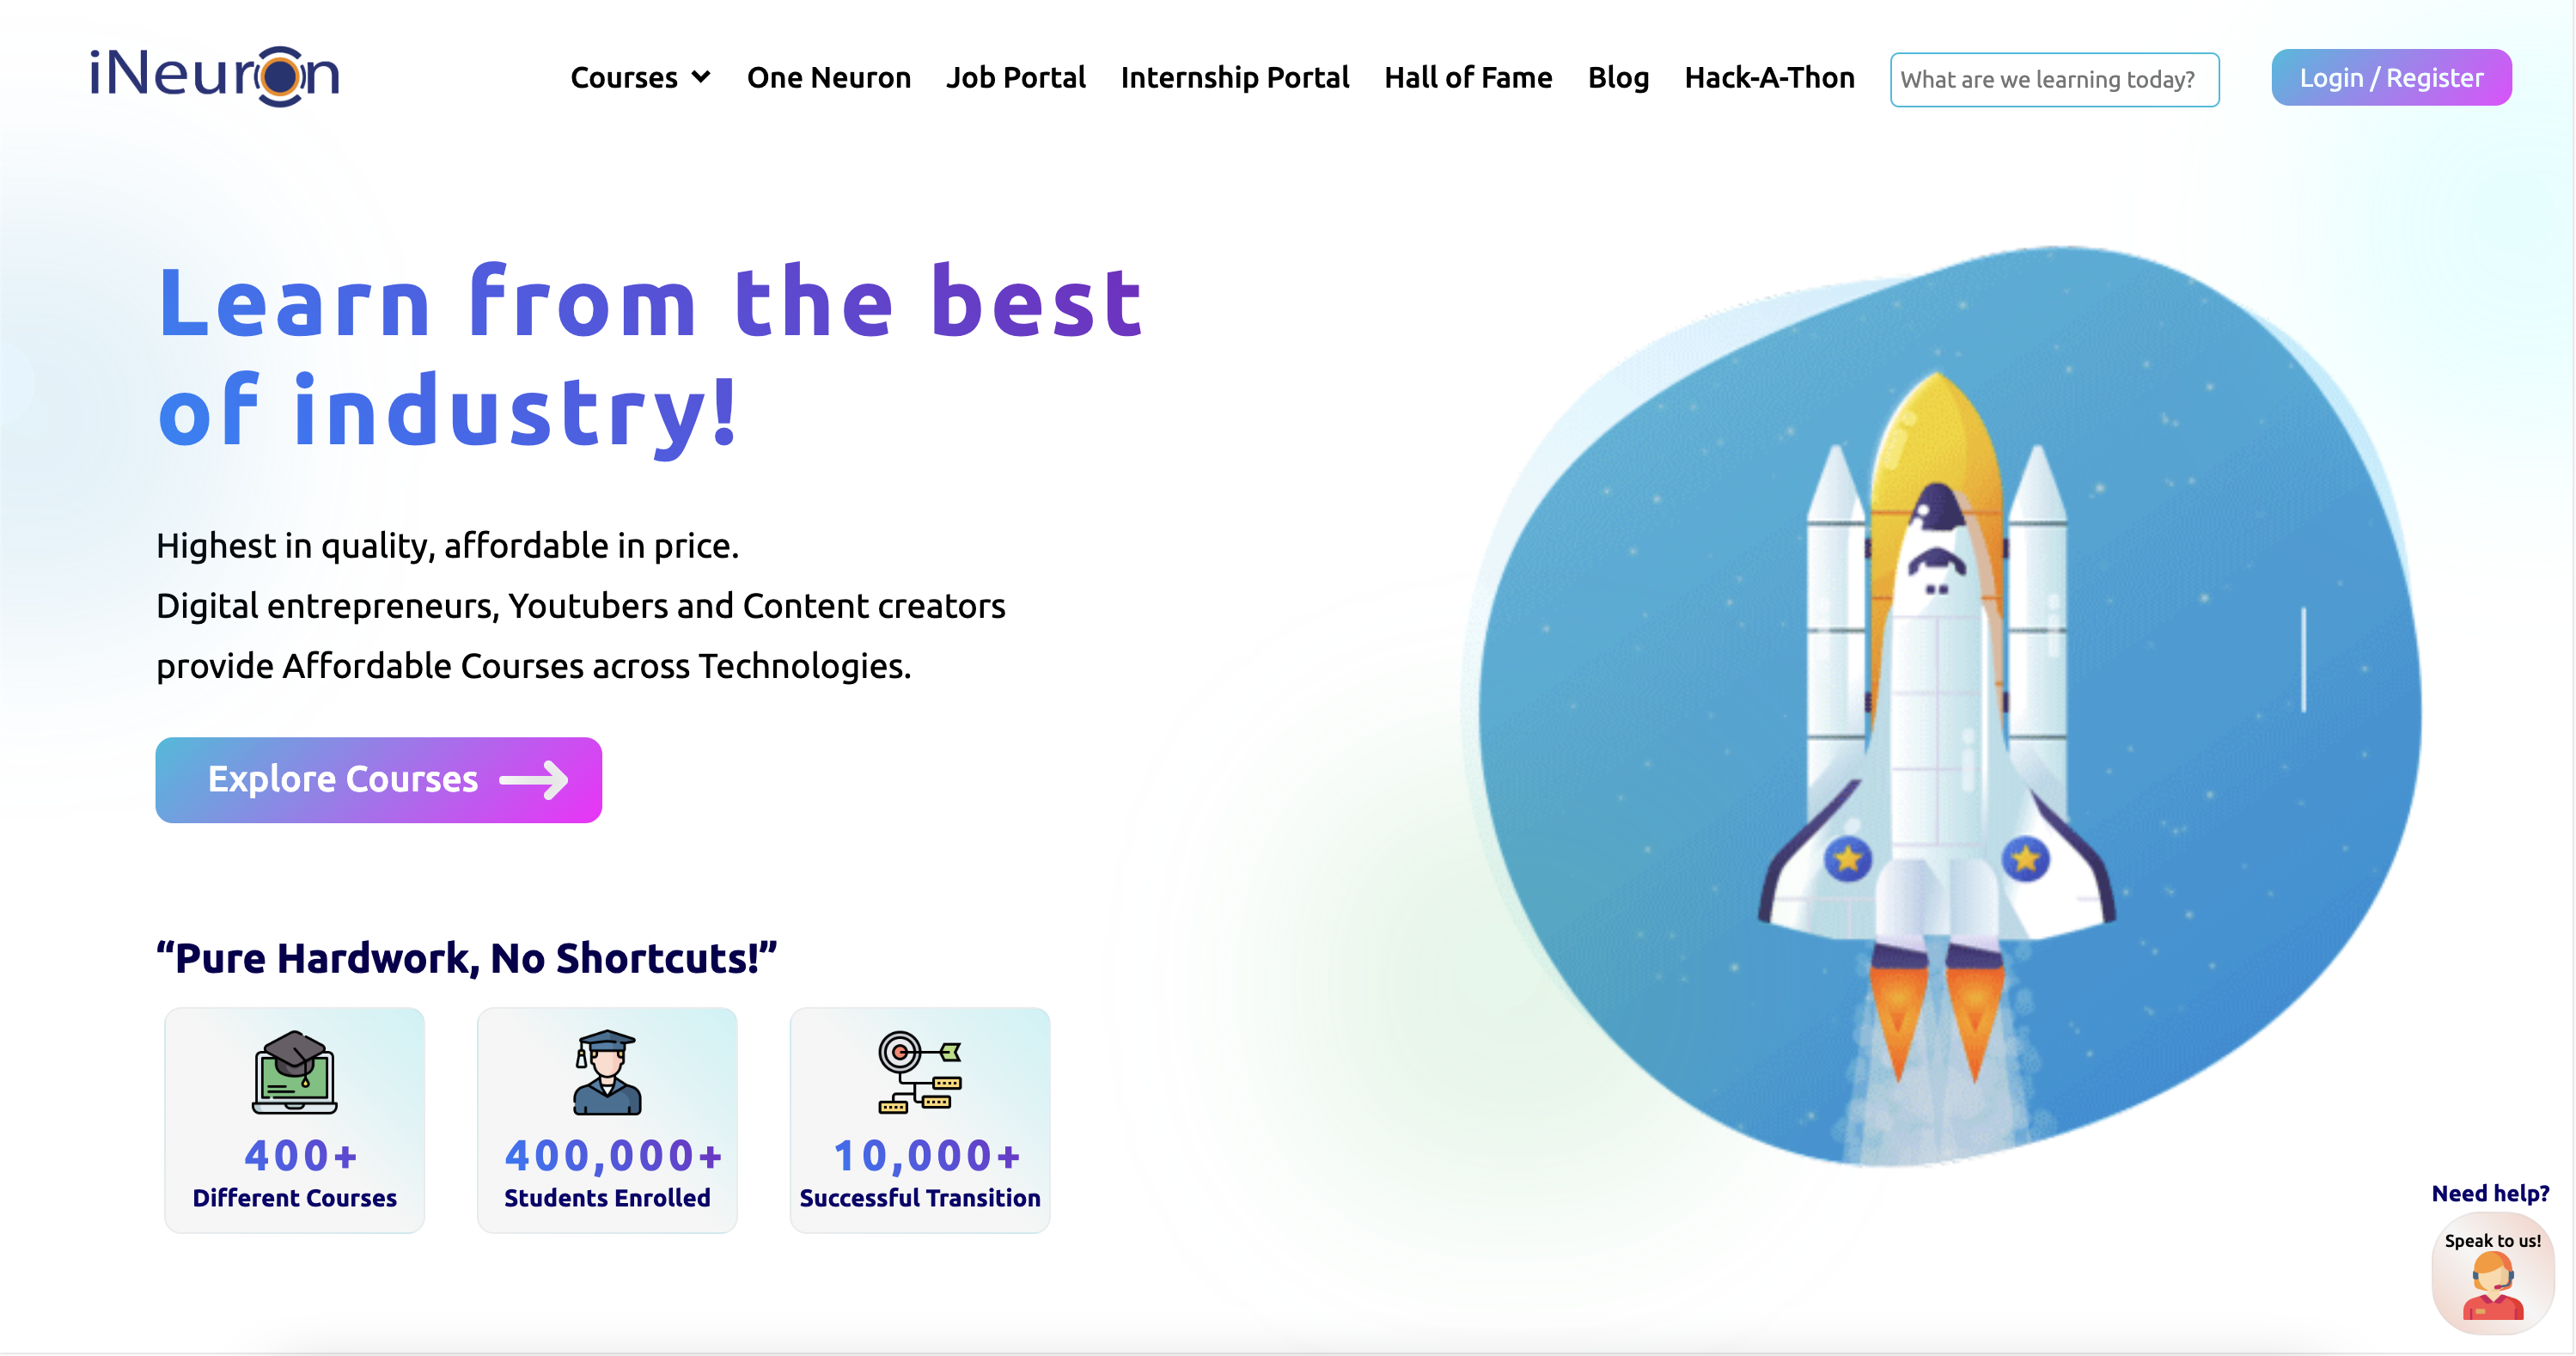 iNeuron
Courses One Neuron Job Portal Internship Portal Hall of Fame Blog Hack-A-Thon What are we learning today? Login / Register
Learn from the best
of industry!
Highest in quality, affordable in price.
Digital entrepreneurs, Youtubers and Content creators
provide Affordable Courses across Technologies.
Explore Courses
“Pure Hardwork, No Shortcuts!”
400+
Different Courses
400,000+
Students Enrolled
10,000+
Successful Transition
Need help?
Speak to us!